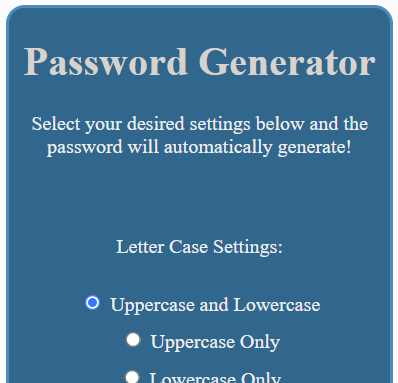 Password Generator
Select your desired settings below and the
password will automatically generate!
Letter Case Settings:
Uppercase and Lowercase
Uppercase Only
Lowercase Only